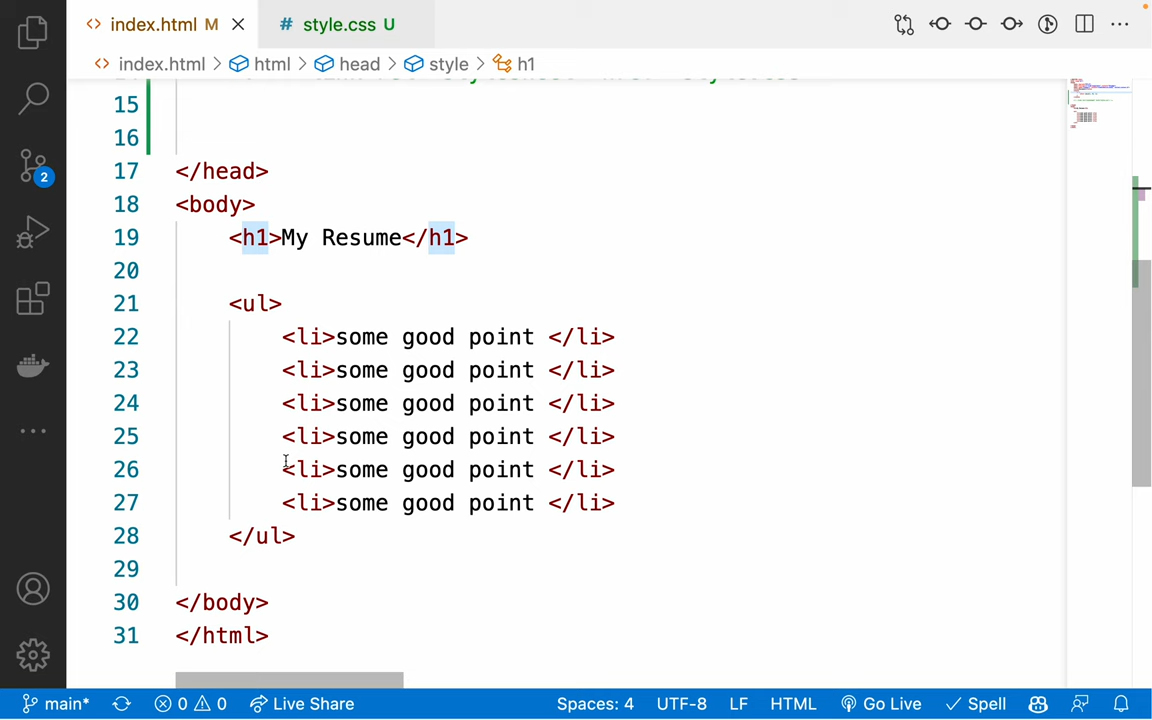 <> index.html M × # style.css U
<> index.html > html > head > style > h1
15
16
17 </head>
18 <body>
19 <h1>My Resume</h1>
20
21 <ul>
22 <li>some good point </li>
23 <li>some good point </li>
24 <li>some good point </li>
25 <li>some good point </li>
26 <li>some good point </li>
27 <li>some good point </li>
28 </ul>
29
30 </body>
31 </html>
2
main* 0 0 Live Share Spaces: 4 UTF-8 LF HTML Go Live Spell